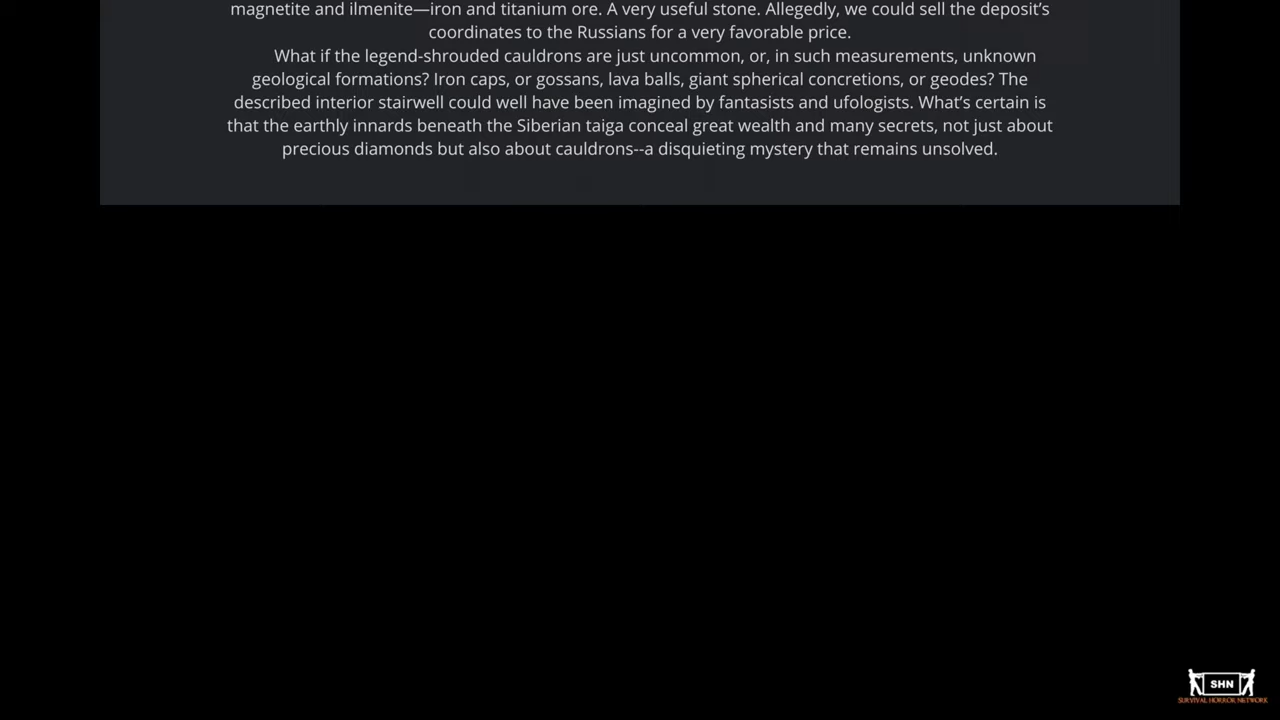 magnetite and ilmenite—iron and titanium ore. A very useful stone. Allegedly, we could sell the deposit’s
coordinates to the Russians for a very favorable price.
What if the legend-shrouded cauldrons are just uncommon, or, in such measurements, unknown
geological formations? Iron caps, or gossans, lava balls, giant spherical concretions, or geodes? The
described interior stairwell could well have been imagined by fantasists and ufologists. What’s certain is
that the earthly innards beneath the Siberian taiga conceal great wealth and many secrets, not just about
precious diamonds but also about cauldrons--a disquieting mystery that remains unsolved.
SHN
SURVIVAL HORROR NETWORK